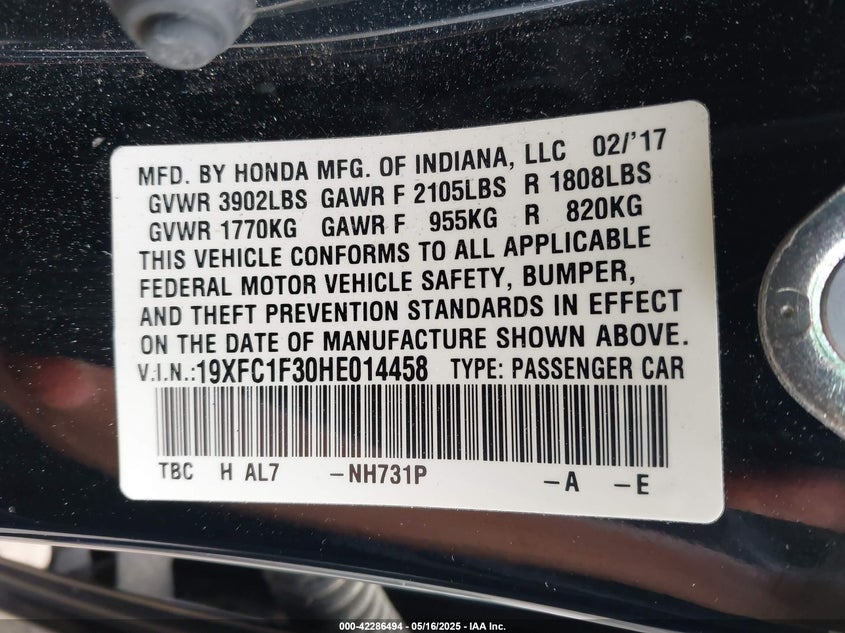 MFD. BY HONDA MFG. OF INDIANA, LLC 02/'17
GVWR 3902LBS GAWR F 2105LBS R 1808LBS
GVWR 1770KG GAWR F 955KG R 820KG
THIS VEHICLE CONFORMS TO ALL APPLICABLE
FEDERAL MOTOR VEHICLE SAFETY, BUMPER,
AND THEFT PREVENTION STANDARDS IN EFFECT
ON THE DATE OF MANUFACTURE SHOWN ABOVE.
V.I.N.:19XFC1F30HE014458 TYPE: PASSENGER CAR
TBC H AL7 -NH731P -A -E
000-42286494 - 05/16/2025 - IAA Inc.